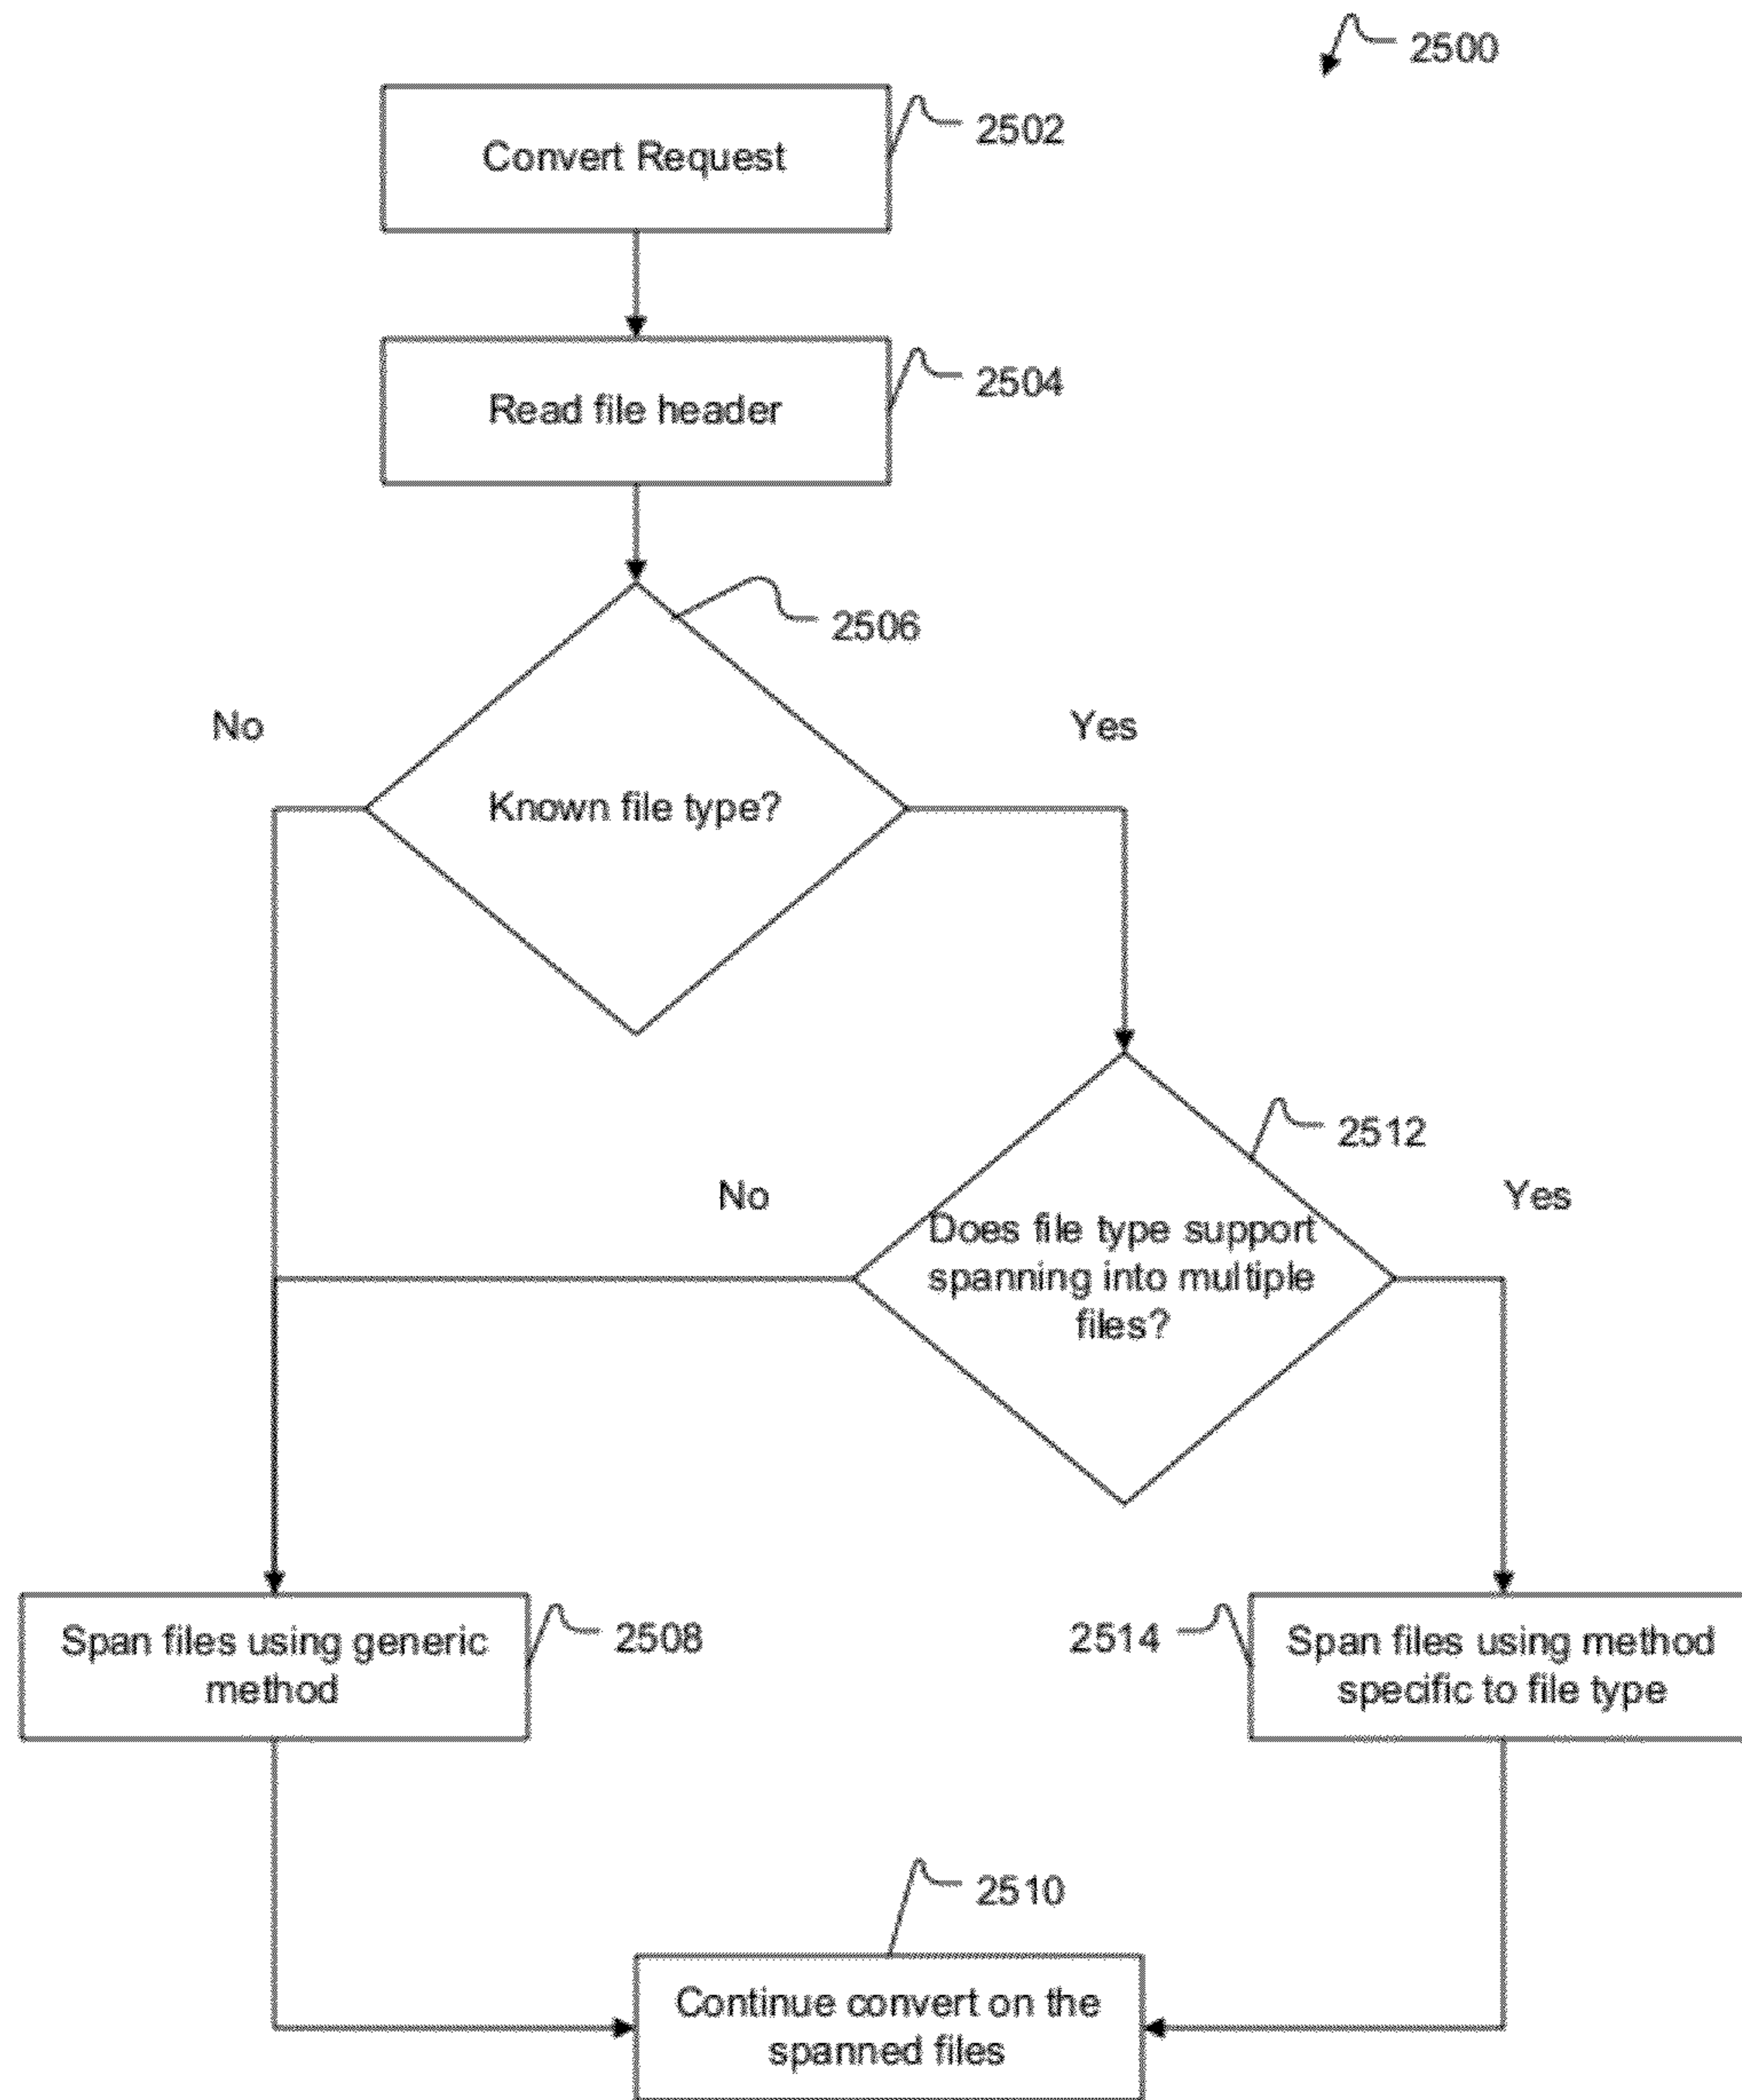 2500
Convert Request
2502
Read file header
2504
2506
No
Yes
Known file type?
2512
No
Yes
Does file type support
spanning into multiple
files?
Span files using generic
method
2508
2514
Span files using method
specific to file type
2510
Continue convert on the
spanned files